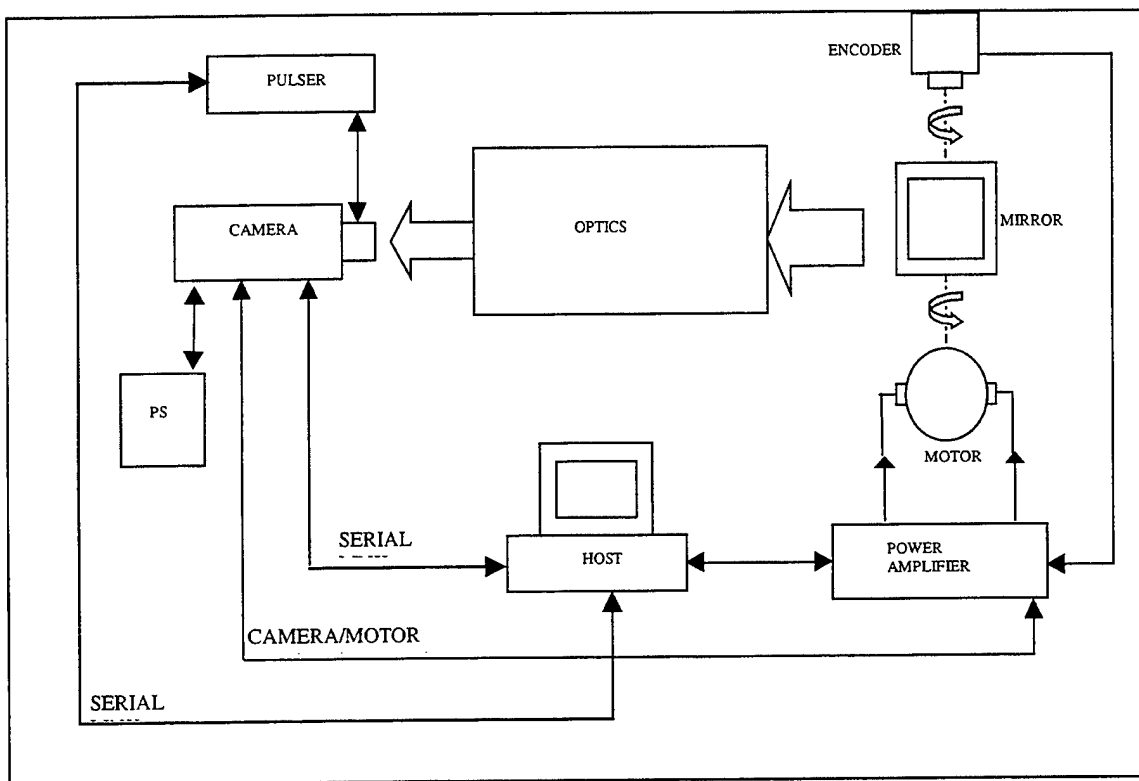 ENCODER
PULSER
CAMERA
OPTICS
MIRROR
PS
MOTOR
SERIAL
HOST
POWER
AMPLIFIER
CAMERA/MOTOR
SERIAL